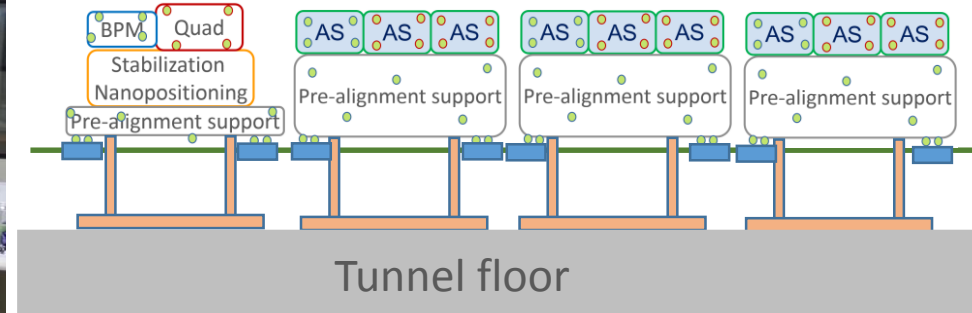 BPM Quad AS AS AS AS AS AS AS AS AS
Stabilization
Nanopositioning
Pre-alignment support Pre-alignment support Pre-alignment support Pre-alignment support
Tunnel floor